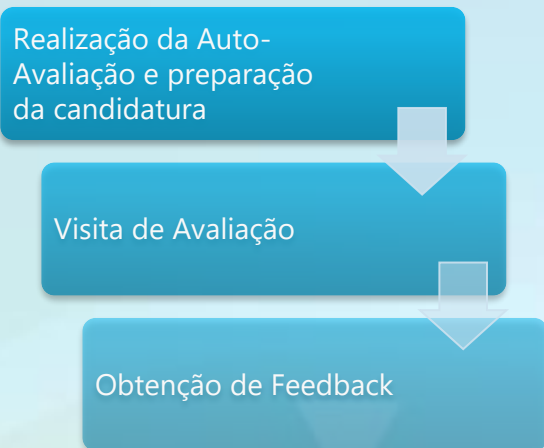 Realização da Auto-
Avaliação e preparação
da candidatura
Visita de Avaliação
Obtenção de Feedback